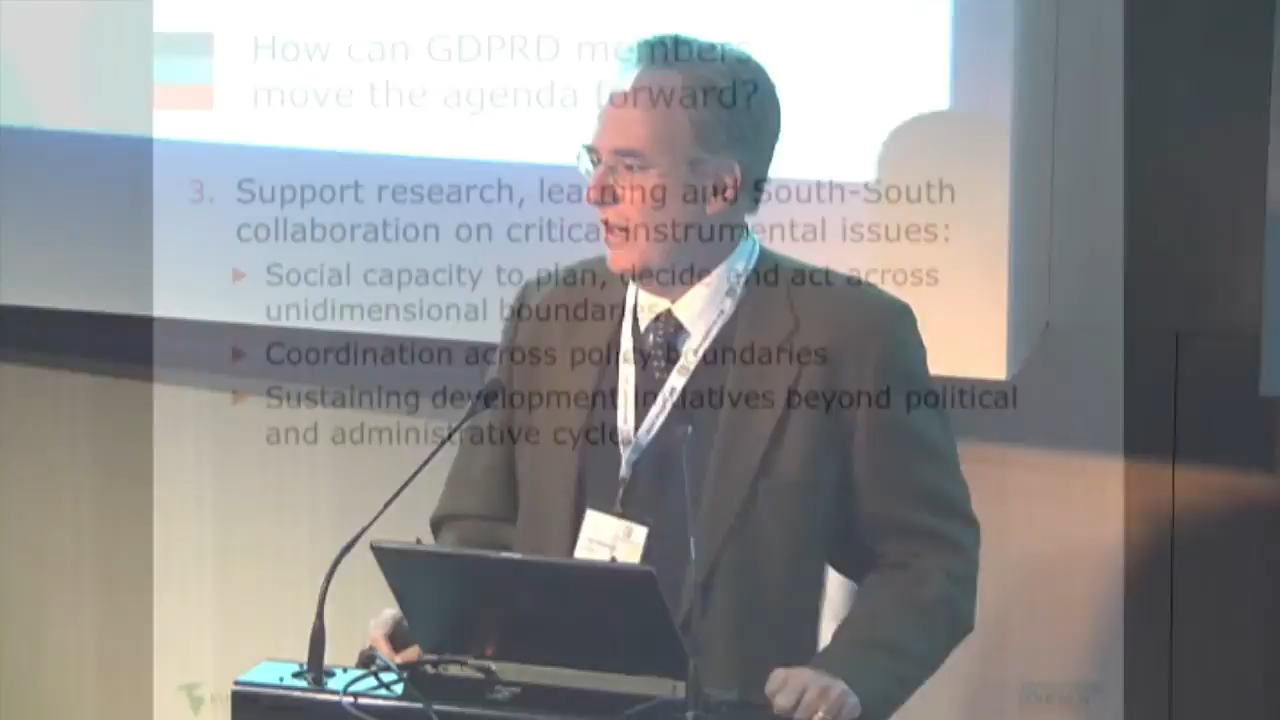 How can GDPRD members
move the agenda forward?
3. Support research, learning and South-South
collaboration on critical instrumental issues:
Social capacity to plan, decide and act across
unidimensional boundaries
Coordination across policy boundaries
Sustaining development initiatives beyond political
and administrative cycles